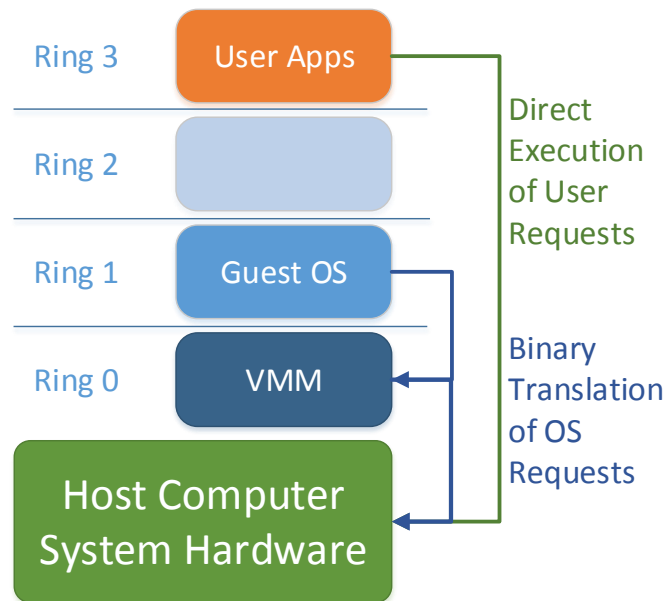 Ring 3
User Apps
Direct
Execution
of User
Requests
Ring 2
Ring 1
Guest OS
Ring 0
VMM
Binary
Translation
of OS
Requests
Host Computer
System Hardware